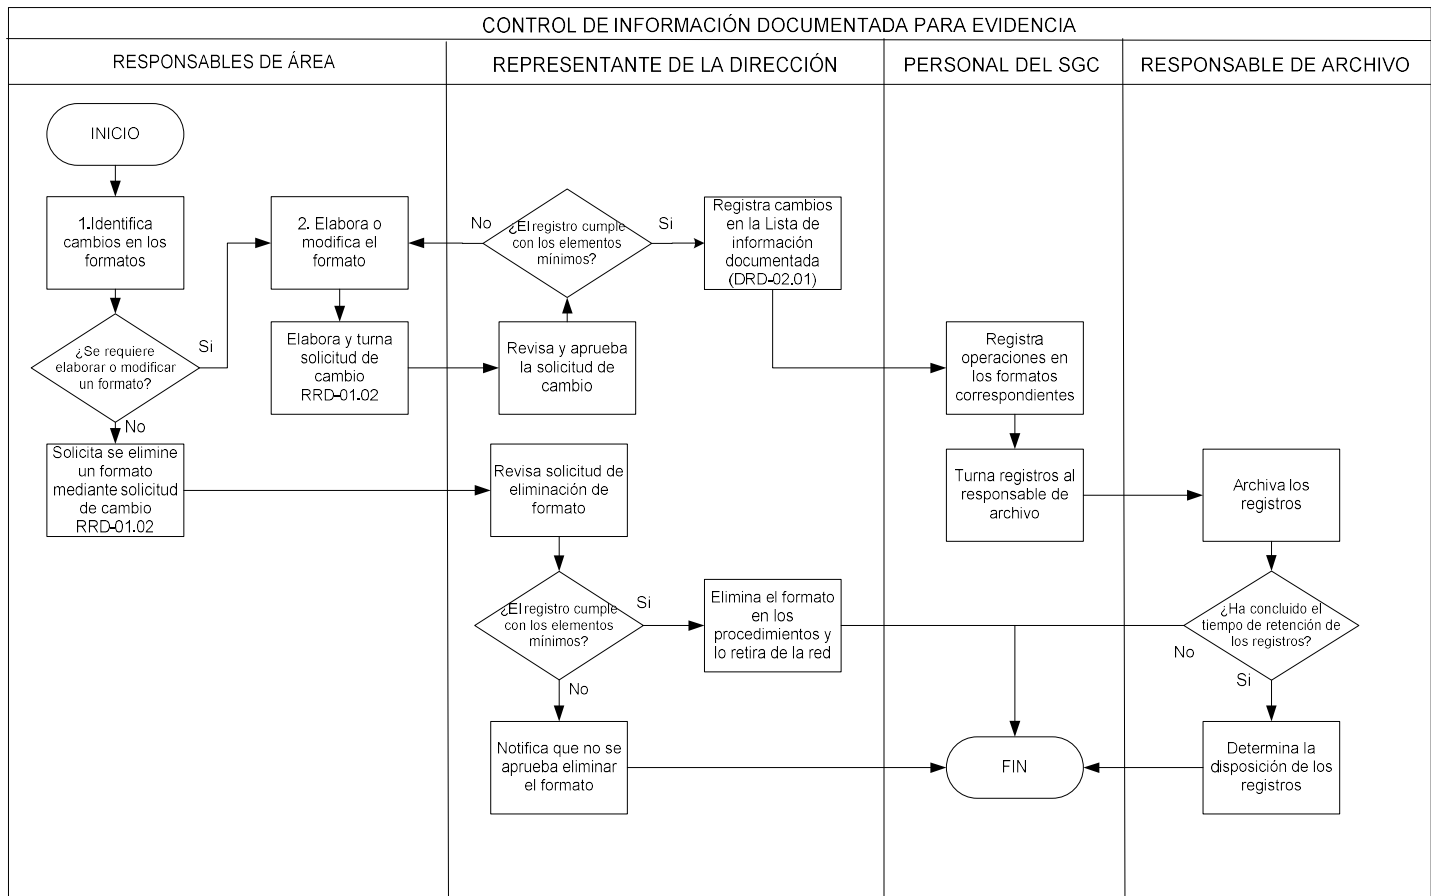 CONTROL DE INFORMACIÓN DOCUMENTADA PARA EVIDENCIA
RESPONSABLES DE ÁREA
REPRESENTANTE DE LA DIRECCIÓN
PERSONAL DEL SGC
RESPONSABLE DE ARCHIVO
INICIO
1.Identifica
cambios en los
formatos
2. Elabora o
modifica el
formato
No
¿El registro cumple
con los elementos
mínimos?
Si
Registra cambios
en la Lista de
información
documentada
(DRD-02.01)
¿Se requiere
elaborar o modificar
un formato?
Si
No
Elabora y turna
solicitud de
cambio
RRD-01.02
Revisa y aprueba
la solicitud de
cambio
Registra
operaciones en
los formatos
correspondientes
Solicita se elimine
un formato
mediante solicitud
de cambio
RRD-01.02
Revisa solicitud de
eliminación de
formato
Turna registros al
responsable de
archivo
Archiva los
registros
¿El registro cumple
con los elementos
mínimos?
Si
No
Elimina el formato
en los
procedimientos y
lo retira de la red
¿Ha concluido el
tiempo de retención de
los registros?
No
Si
Notifica que no se
aprueba eliminar
el formato
FIN
Determina la
disposición de los
registros